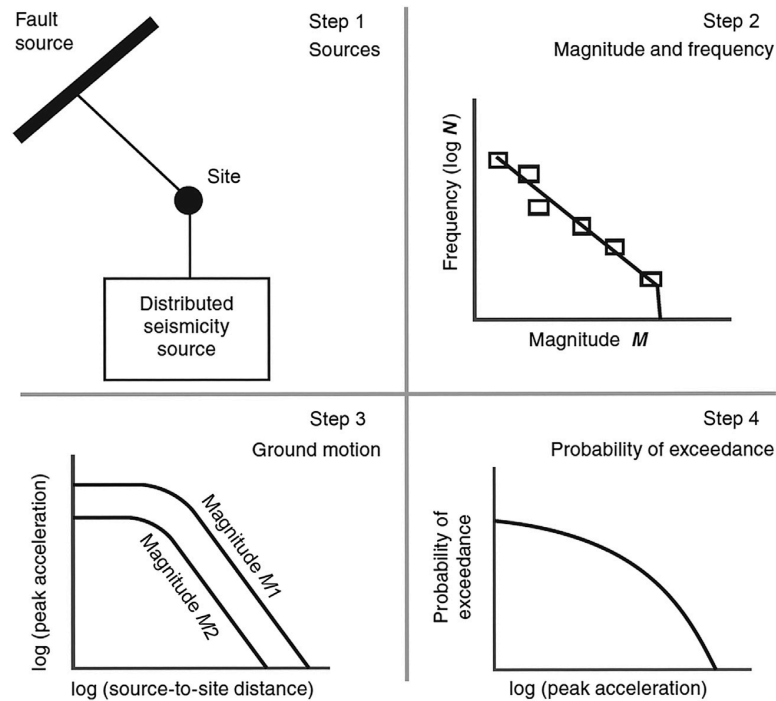 Fault
source
Step 1
Sources
Site
Distributed
seismicity
source
Step 2
Magnitude and frequency
Frequency (log N)
Magnitude M
Step 3
Ground motion
log (peak acceleration)
Magnitude M1
Magnitude M2
log (source-to-site distance)
Step 4
Probability of exceedance
Probability of
exceedance
log (peak acceleration)